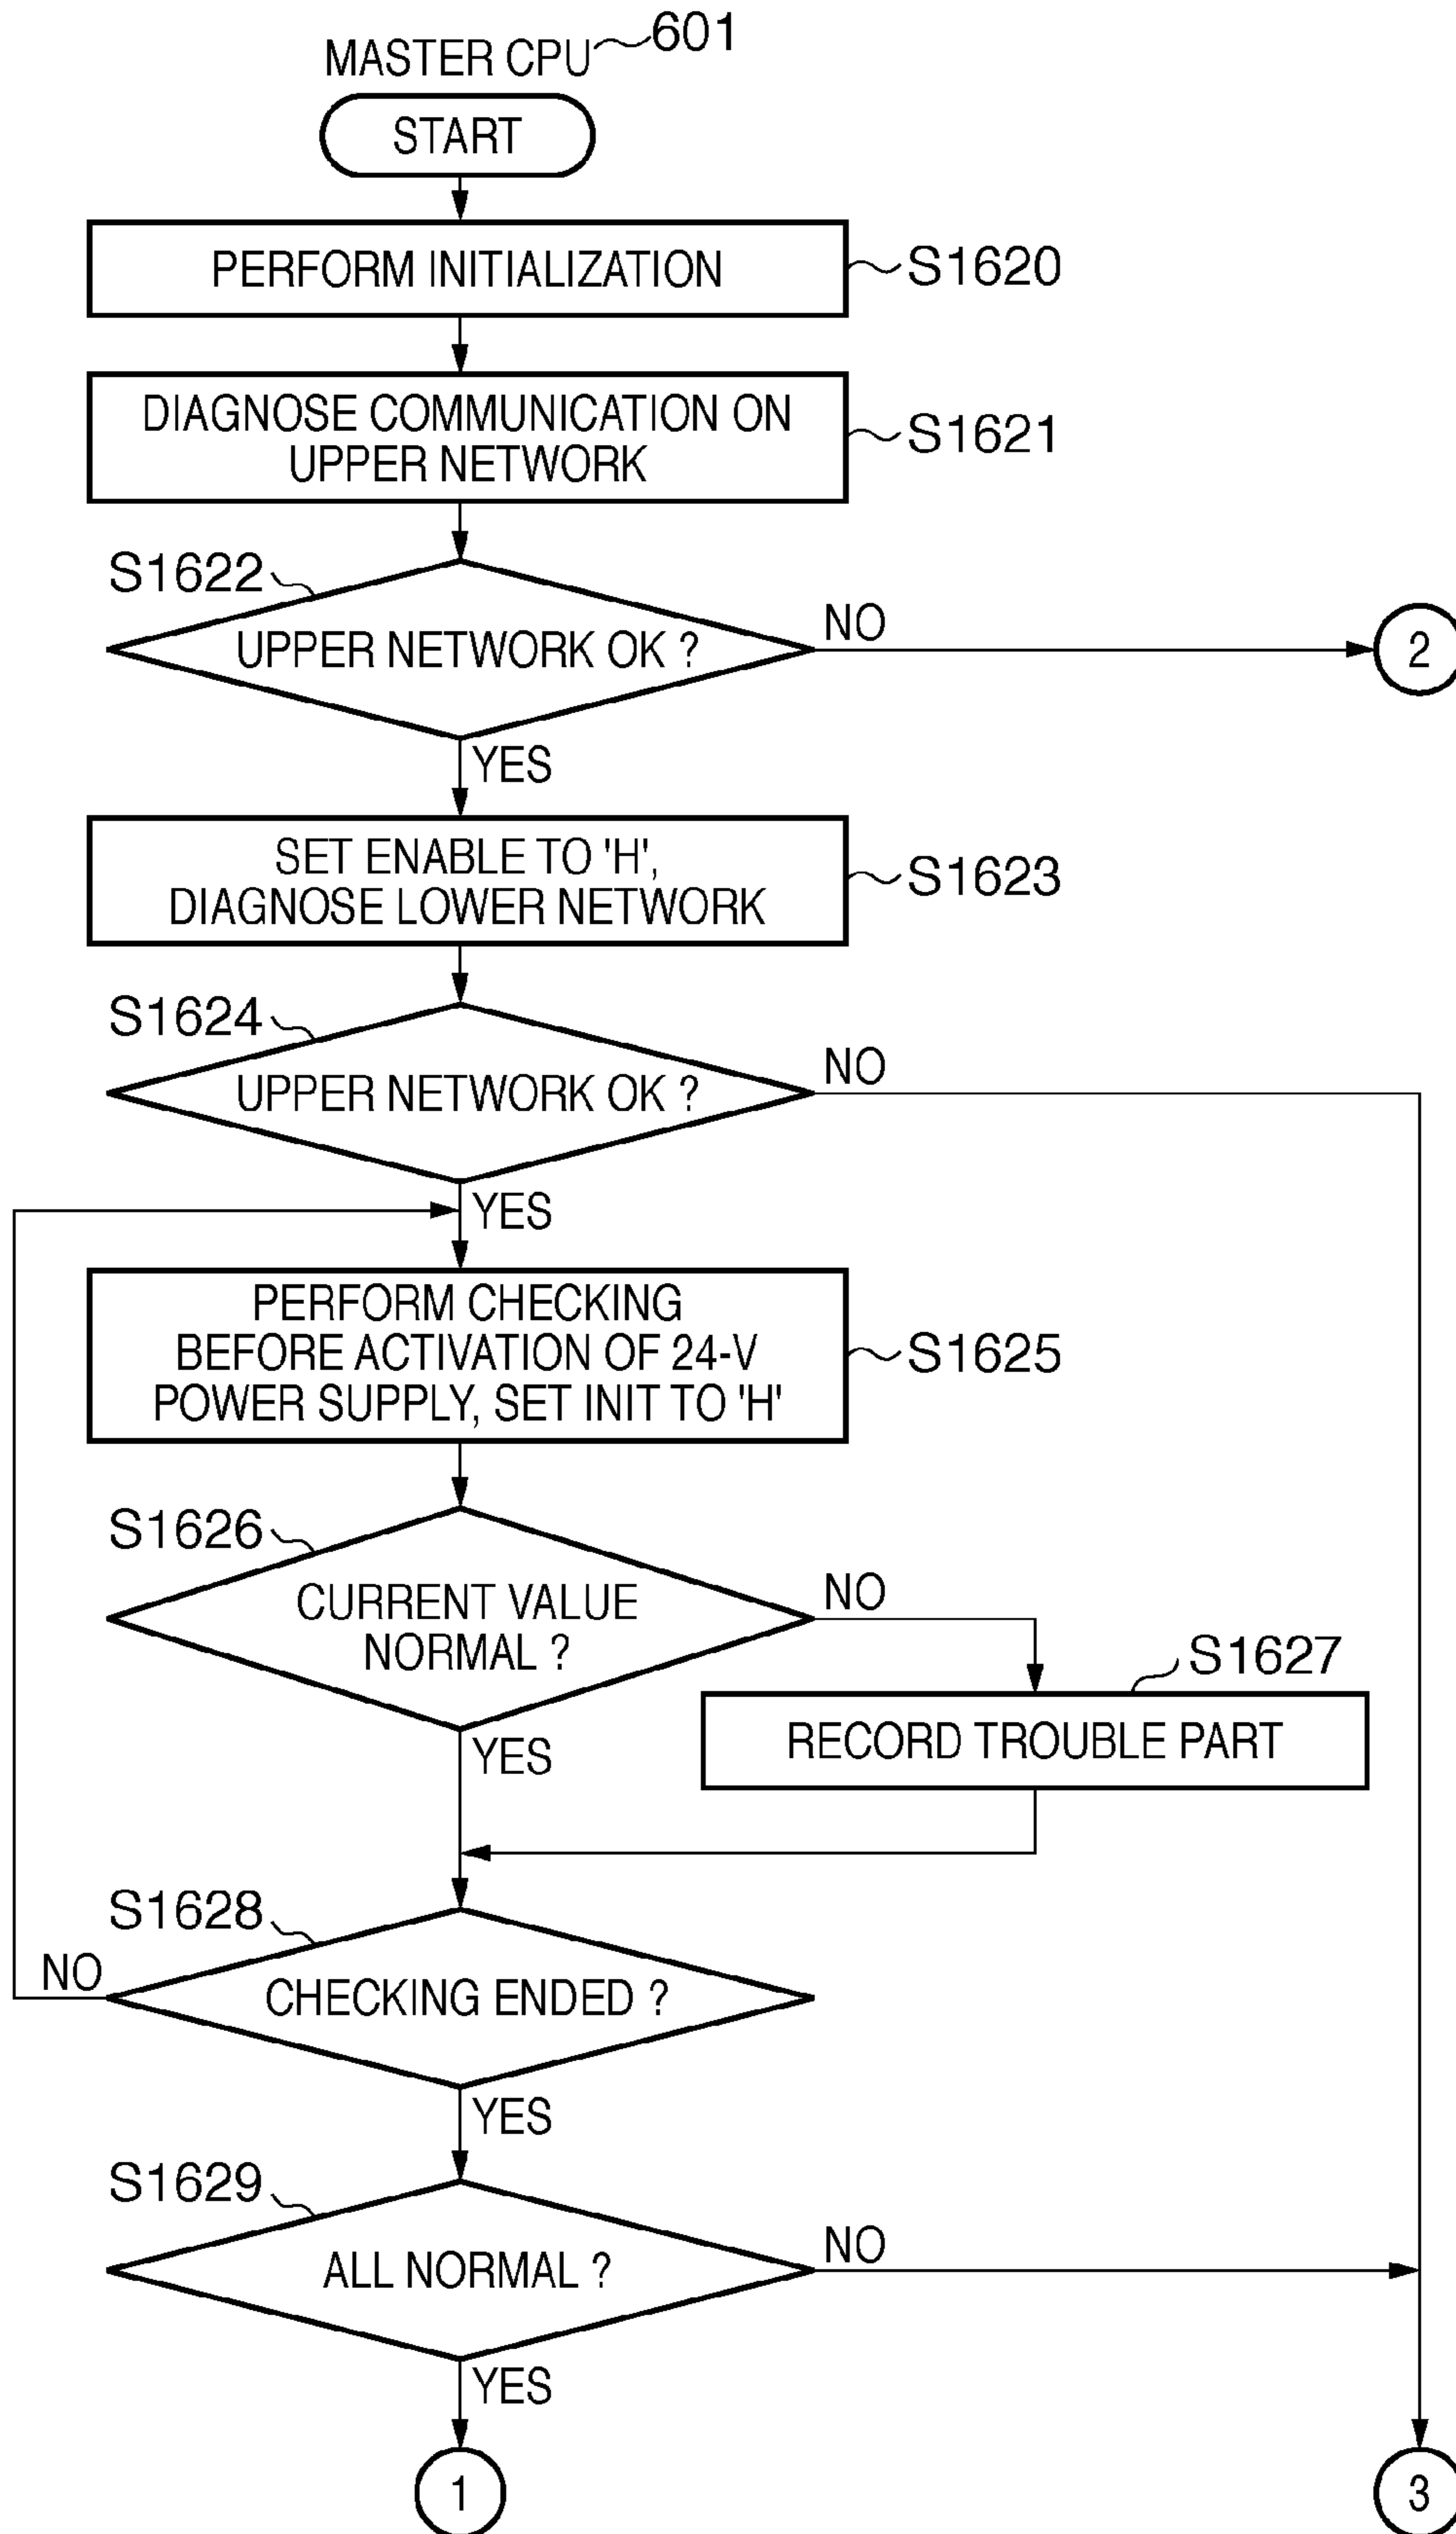 MASTER CPU 601
START
PERFORM INITIALIZATION
S1620
DIAGNOSE COMMUNICATION ON
UPPER NETWORK
S1621
S1622
UPPER NETWORK OK ?
NO
2
YES
SET ENABLE TO 'H',
DIAGNOSE LOWER NETWORK
S1623
S1624
UPPER NETWORK OK ?
NO
YES
PERFORM CHECKING
BEFORE ACTIVATION OF 24-V
POWER SUPPLY, SET INIT TO 'H'
S1625
S1626
CURRENT VALUE
NORMAL ?
NO
S1627
RECORD TROUBLE PART
YES
S1628
NO
CHECKING ENDED ?
YES
S1629
ALL NORMAL ?
NO
YES
1
3